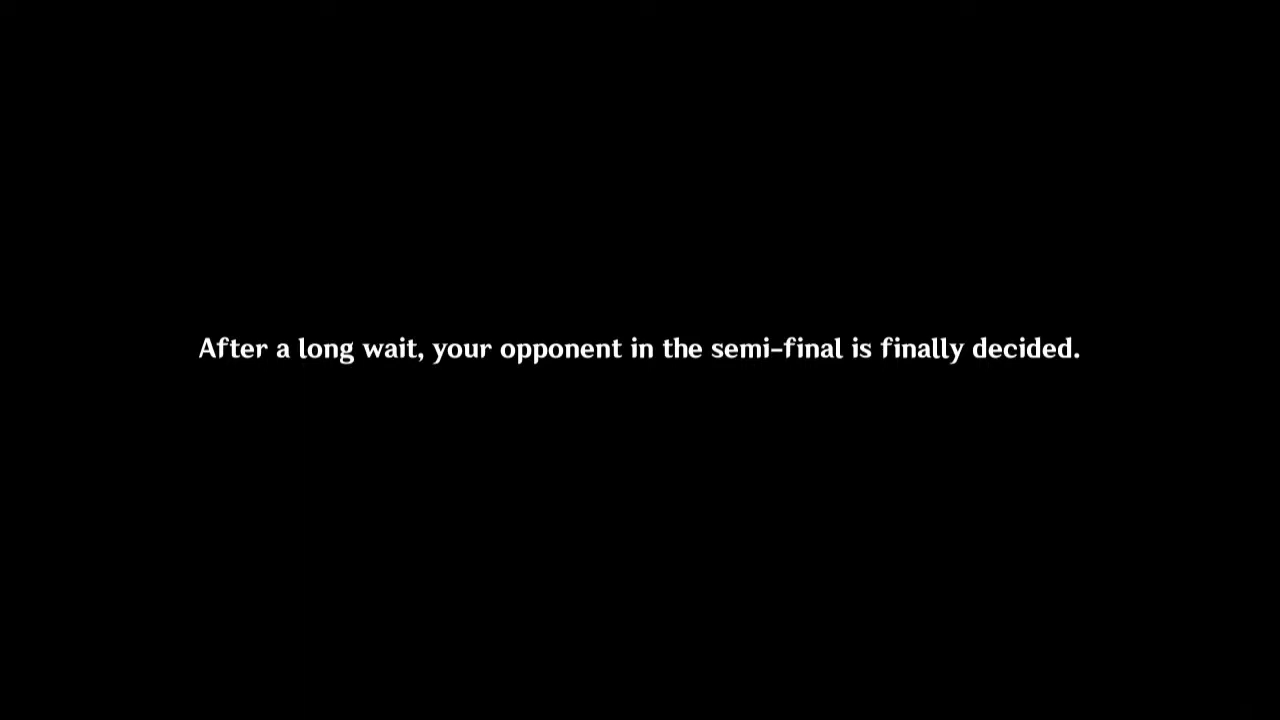 After a long wait, your opponent in the semi-final is finally decided.